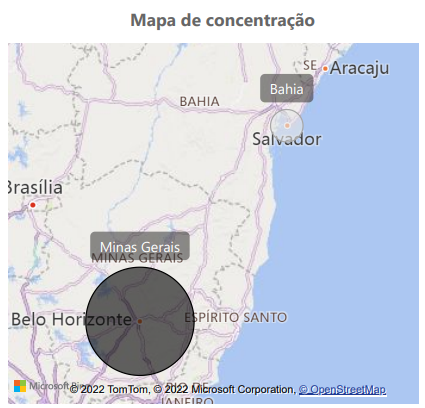 Mapa de concentração
SE
Aracaju
Bahia
BAHIA
Salvador
Brasília
Minas Gerais
MINAS GERAIS
Belo Horizonte
ESPÍRITO SANTO
Microsoft Bing
© 2022 TomTom, © 2022 Microsoft Corporation, © OpenStreetMap
JANEIRO